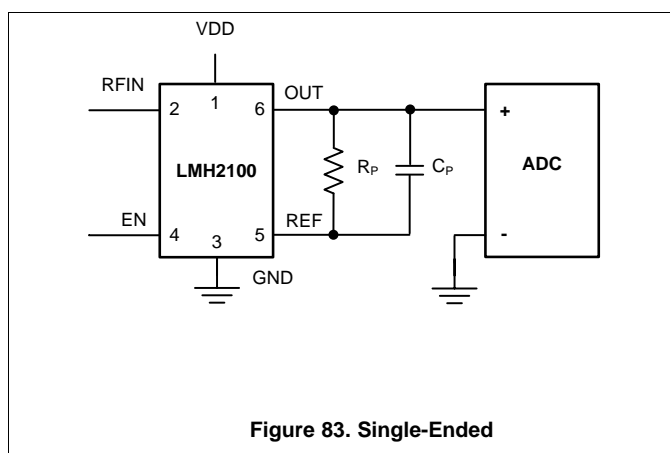 VDD
RFIN
OUT
2
1
6
+
LMH2100
RP
CP
ADC
EN
REF
4
3
5
-
GND
Figure 83. Single-Ended